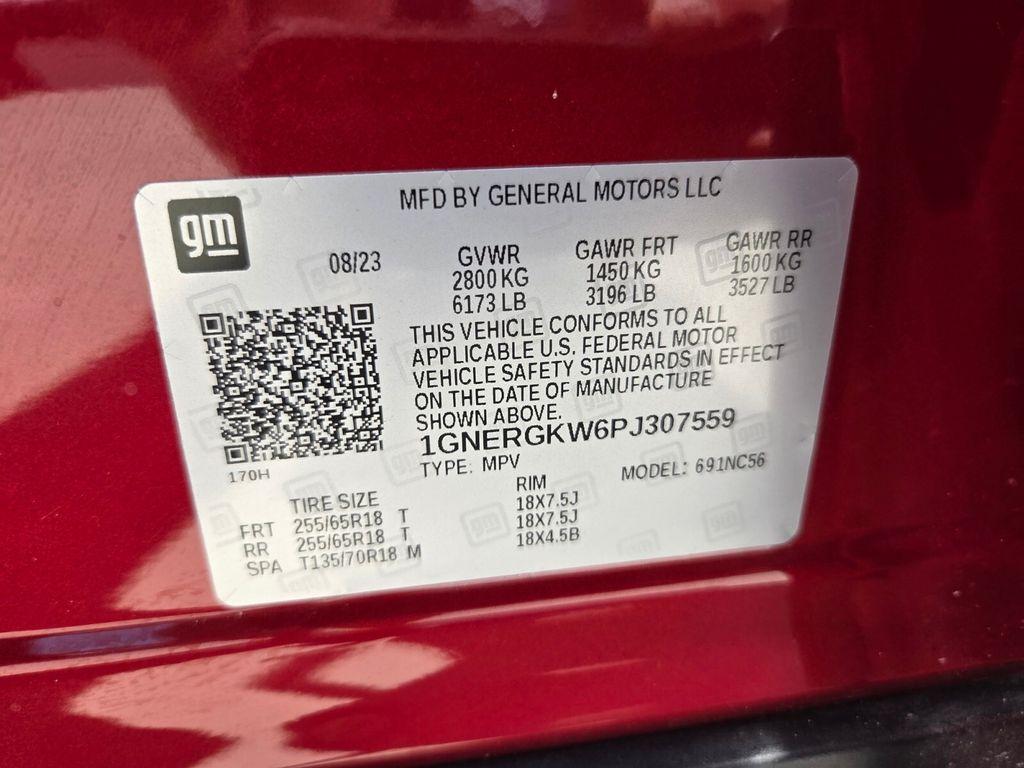 gm
MFD BY GENERAL MOTORS LLC
08/23
GVWR
2800 KG
6173 LB
GAWR FRT
1450 KG
3196 LB
GAWR RR
1600 KG
3527 LB
THIS VEHICLE CONFORMS TO ALL
APPLICABLE U.S. FEDERAL MOTOR
VEHICLE SAFETY STANDARDS IN EFFECT
ON THE DATE OF MANUFACTURE
SHOWN ABOVE.
1GNERGKW6PJ307559
TYPE: MPV
MODEL: 691NC56
170H
TIRE SIZE RIM
FRT 255/65R18 T 18X7.5J
RR 255/65R18 T 18X7.5J
SPA T135/70R18 M 18X4.5B